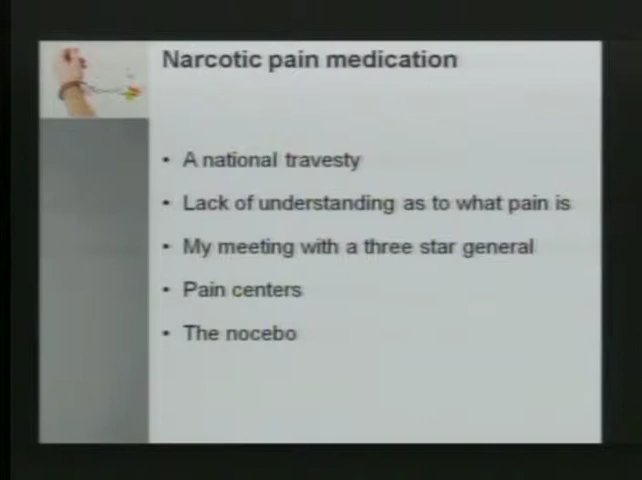 Narcotic pain medication
• A national travesty
• Lack of understanding as to what pain is
• My meeting with a three star general
• Pain centers
• The nocebo